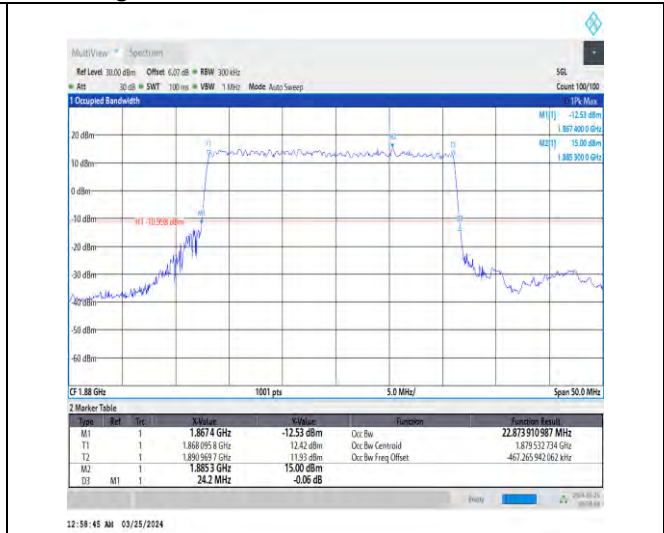 MultiView Spectrum
Ref Level 30.00 dBm Offset 6.07 dB RBW 300 kHz SGL
Att 30 dB SWT 100 ms VBW 1 MHz Mode Auto Sweep Count 100/100
1 Occupied Bandwidth 1Pk Max
M1[1] -12.53 dBm
1.867 400 0 GHz
M2[1] 15.00 dBm
1.885 300 0 GHz
20 dBm
10 dBm
0 dBm
-10 dBm
H1 -10.998 dBm
-20 dBm
-30 dBm
-40 dBm
-50 dBm
-60 dBm
T1
M2
T2
M1
D3
CF 1.88 GHz 1001 pts 5.0 MHz/ Span 50.0 MHz
2 Marker Table
Type Ref Trc X-Value Y-Value Function Function Result
M1 1 1.8674 GHz -12.53 dBm Occ Bw 22.873 910 987 MHz
T1 1 1.868 095 8 GHz 12.42 dBm Occ Bw Centroid 1.879 532 734 GHz
T2 1 1.890 969 7 GHz 11.93 dBm Occ Bw Freq Offset -467.265 942 062 kHz
M2 1 1.8853 GHz 15.00 dBm
D3 M1 1 24.2 MHz -0.06 dB
12:58:45 AM 03/25/2024